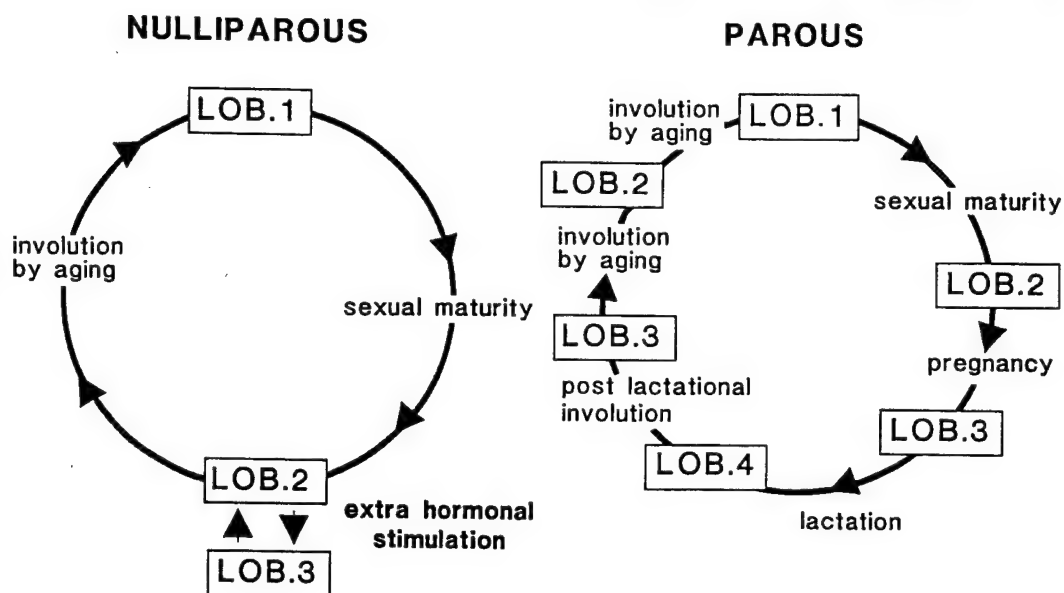 NULLIPAROUS
LOB.1
involution
by aging
sexual maturity
LOB.2
extra hormonal
stimulation
LOB.3
PAROUS
LOB.1
involution
by aging
LOB.2
sexual maturity
involution
by aging
LOB.2
LOB.3
pregnancy
post lactational
involution
LOB.3
LOB.4
lactation